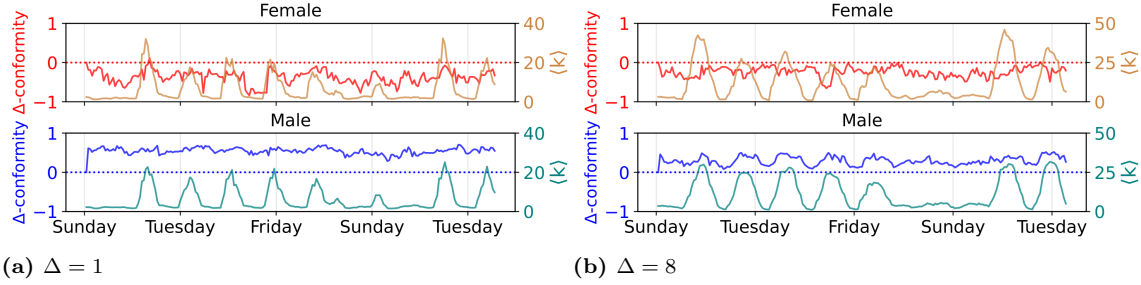 Female
Δ-conformity
1
0
−1
40
20
0
⟨k⟩
Male
Δ-conformity
1
0
−1
40
20
0
⟨k⟩
Sunday Tuesday Friday Sunday Tuesday
(a) Δ = 1
Female
Δ-conformity
1
0
−1
50
25
0
⟨k⟩
Male
Δ-conformity
1
0
−1
50
25
0
⟨k⟩
Sunday Tuesday Friday Sunday Tuesday
(b) Δ = 8